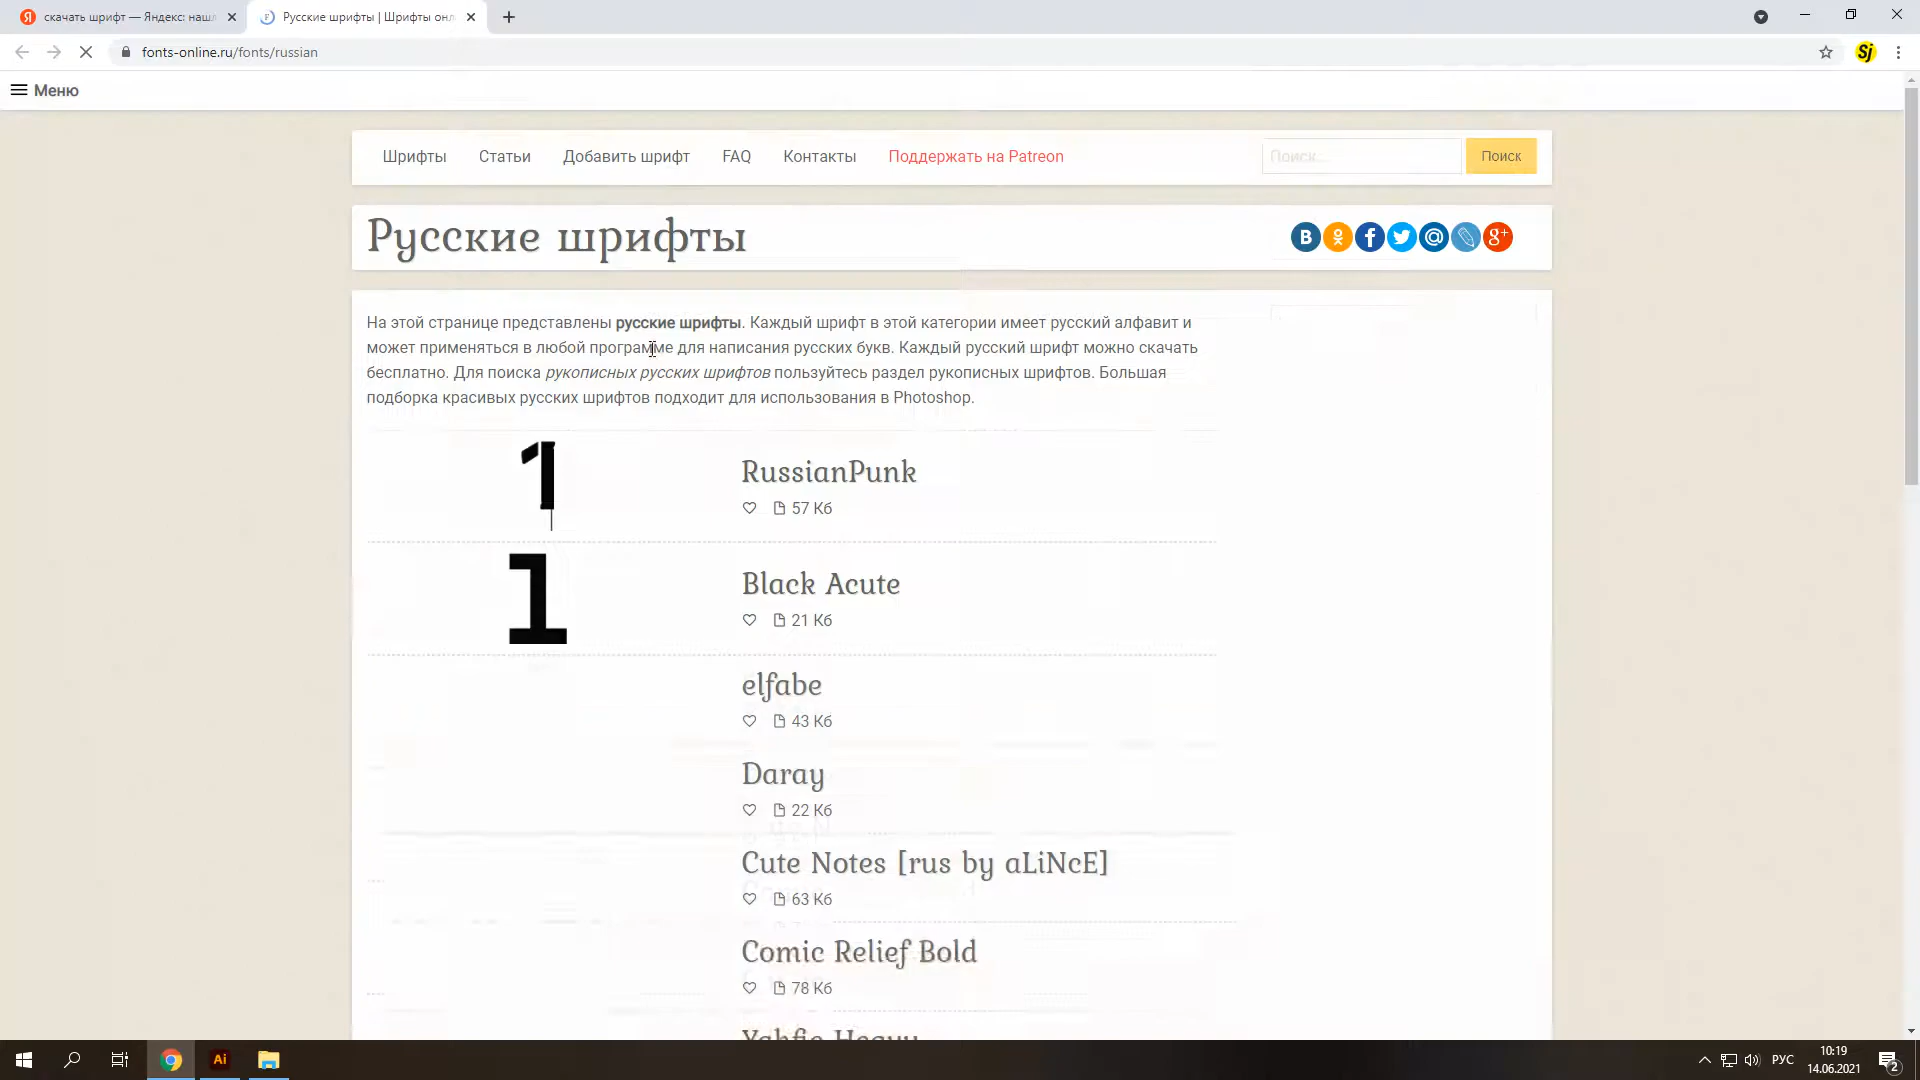 скачать шрифт — Яндекс: наш
Русские шрифты | Шрифты онл
fonts-online.ru/fonts/russian
Sj
Меню
Шрифты Статьи Добавить шрифт FAQ Контакты Поддержать на Patreon Поиск... Поиск
Русские шрифты
На этой странице представлены русские шрифты. Каждый шрифт в этой категории имеет русский алфавит и
может применяться в любой программе для написания русских букв. Каждый русский шрифт можно скачать
бесплатно. Для поиска рукописных русских шрифтов пользуйтесь раздел рукописных шрифтов. Большая
подборка красивых русских шрифтов подходит для использования в Photoshop.
1
RussianPunk
57 Кб
1
Black Acute
21 Кб
elfabe
43 Кб
Daray
22 Кб
Cute Notes [rus by aLiNcE]
63 Кб
Comic Relief Bold
78 Кб
Ai
РУС
10:19
14.06.2021
2